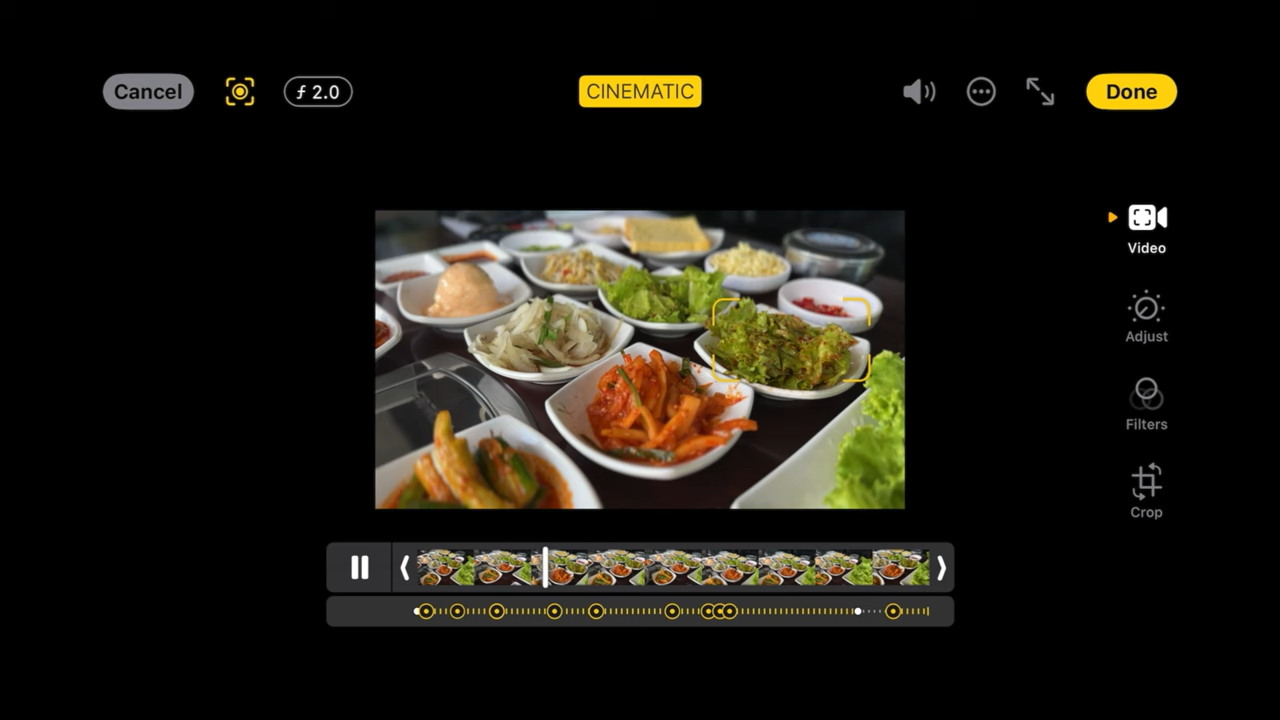 Cancel
ƒ 2.0
CINEMATIC
Done
Video
Adjust
Filters
Crop